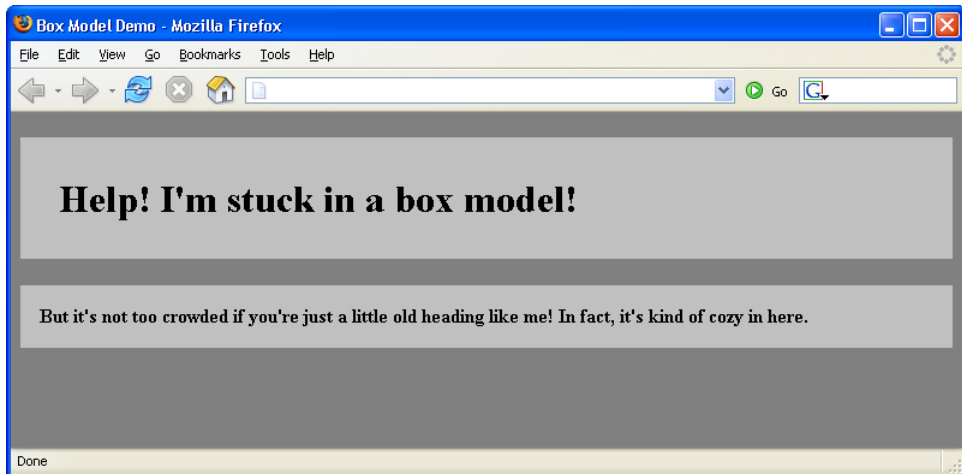 Box Model Demo - Mozilla Firefox
File Edit View Go Bookmarks Tools Help
Go G
Help! I'm stuck in a box model!
But it's not too crowded if you're just a little old heading like me! In fact, it's kind of cozy in here.
Done